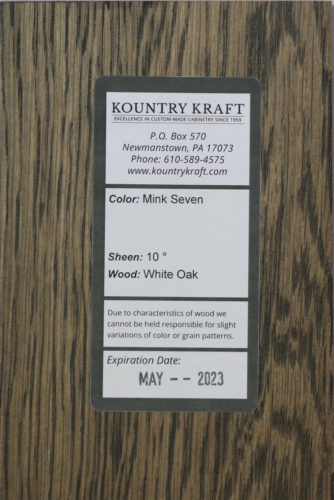 KOUNTRY KRAFT
EXCELLENCE IN CUSTOM-MADE CABINETRY SINCE 1959
P.O. Box 570
Newmanstown, PA 17073
Phone: 610-589-4575
www.kountrykraft.com
Color: Mink Seven
Sheen: 10 °
Wood: White Oak
Due to characteristics of wood we
cannot be held responsible for slight
variations of color or grain patterns.
Expiration Date:
MAY -- 2023